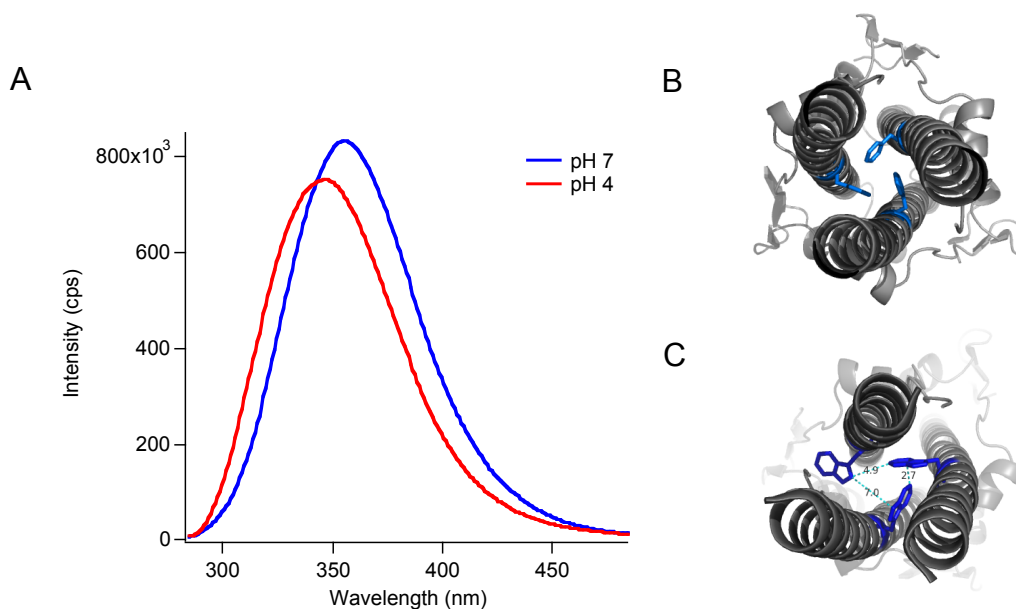 A
800x10³
600
400
200
0
Intensity (cps)
300
350
400
450
Wavelength (nm)
pH 7
pH 4
B
C
4.9
2.7
7.0